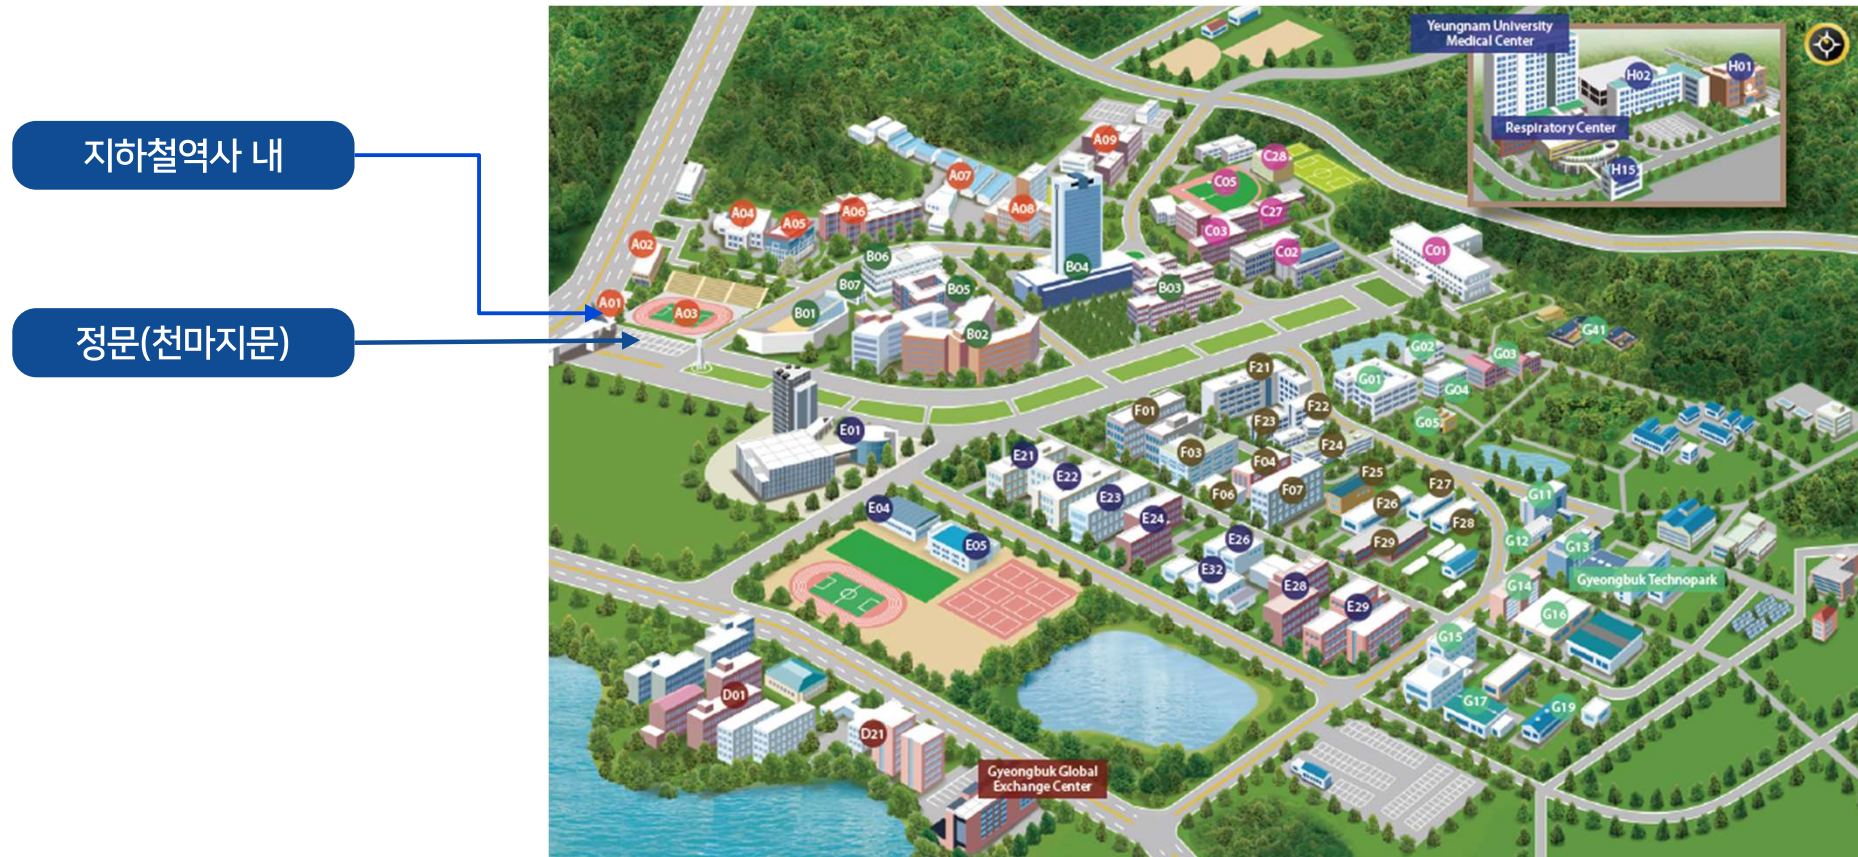 지하철역사 내
정문(천마지문)
Yeungnam University
Medical Center
H02
H01
Respiratory Center
H15
N
A09
C28
A07
C05
A08
C27
A04
A05
A06
C03
A02
C02
C01
B06
B04
B07
B05
B03
A01
A03
B01
B02
G41
G02
G03
G01
G04
F21
F01
F22
G05
F23
E01
F24
F03
E21
F04
F25
E22
F07
F27
F06
E23
F26
G11
E04
E24
F28
E05
E26
F29
G12
G13
E32
Gyeongbuk Technopark
E28
G14
E29
G16
G15
D01
G17
G19
D21
Gyeongbuk Global
Exchange Center